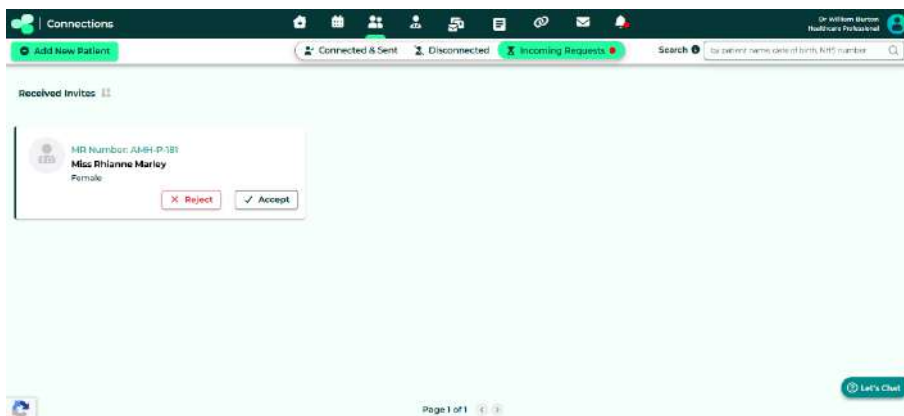 Connections
Dr William Burton
Healthcare Professional
Add New Patient
Connected & Sent
Disconnected
Incoming Requests
Search
by patient name, date of birth, NHS number
Received Invites
MR Number: AMH-P-181
Miss Rhianne Marley
Female
Reject
Accept
Let's Chat
Page 1 of 1